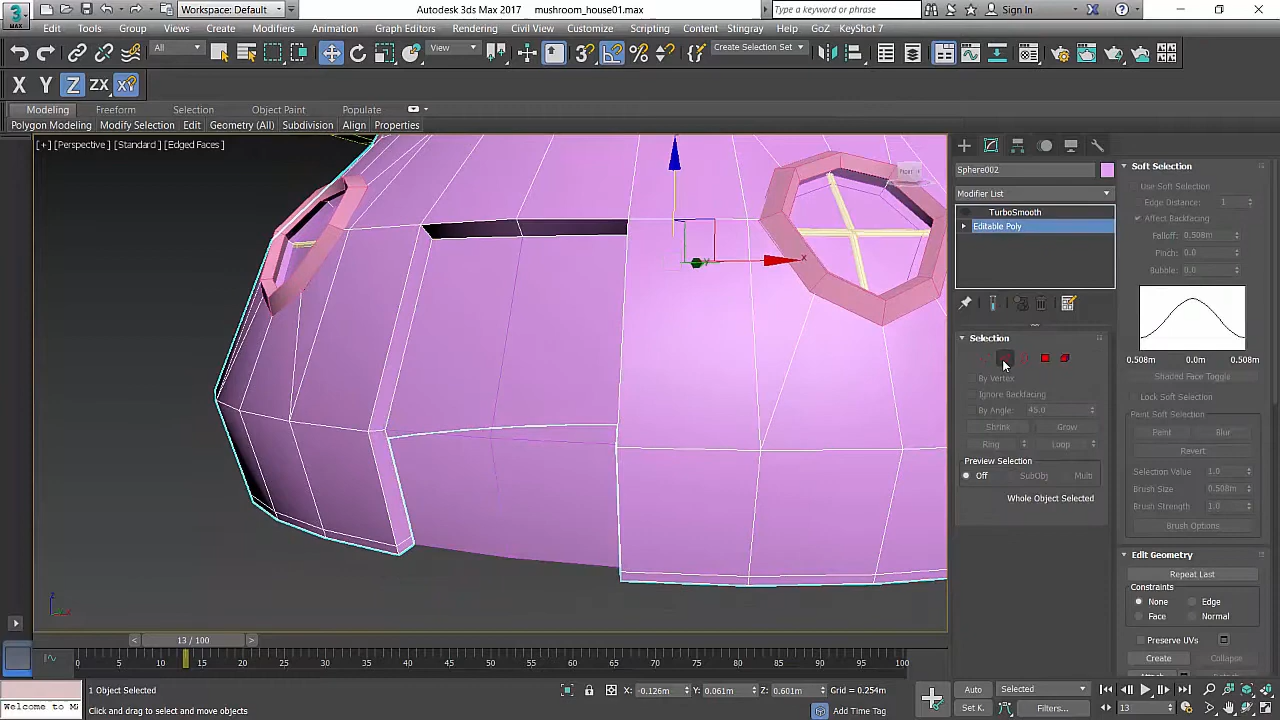 Workspace: Default
Autodesk 3ds Max 2017 mushroom_house01.max
Type a keyword or phrase
Sign In
MAX
Edit Tools Group Views Create Modifiers Animation Graph Editors Rendering Civil View Customize Scripting Content Stingray Help GoZ KeyShot 7
All
View
Create Selection Set
X Y Z ZX XY
Modeling Freeform Selection Object Paint Populate
Polygon Modeling Modify Selection Edit Geometry (All) Subdivision Align Properties
[+] [Perspective] [Standard] [Edged Faces]
Sphere002
Modifier List
TurboSmooth
Editable Poly
Selection
By Vertex
Ignore Backfacing
By Angle: 45.0
Shrink Grow
Ring Loop
Preview Selection
Off SubObj Multi
Whole Object Selected
Soft Selection
Use Soft Selection
Edge Distance: 1
Affect Backfacing
Falloff: 0.508m
Pinch: 0.0
Bubble: 0.0
0.508m 0.0m 0.508m
Shaded Face Toggle
Lock Soft Selection
Paint Soft Selection
Paint Blur
Revert
Selection Value 1.0
Brush Size 0.508m
Brush Strength 1.0
Brush Options
Edit Geometry
Repeat Last
Constraints
None Edge
Face Normal
Preserve UVs
Create Collapse
Attach
13 / 100
0 5 10 15 20 25 30 35 40 45 50 55 60 65 70 75 80 85 90 95 100
1 Object Selected
X: -0.126m Y: 0.061m Z: 0.601m Grid = 0.254m
Auto Selected
Welcome to M
Click and drag to select and move objects
Add Time Tag
Set K. Filters...
13